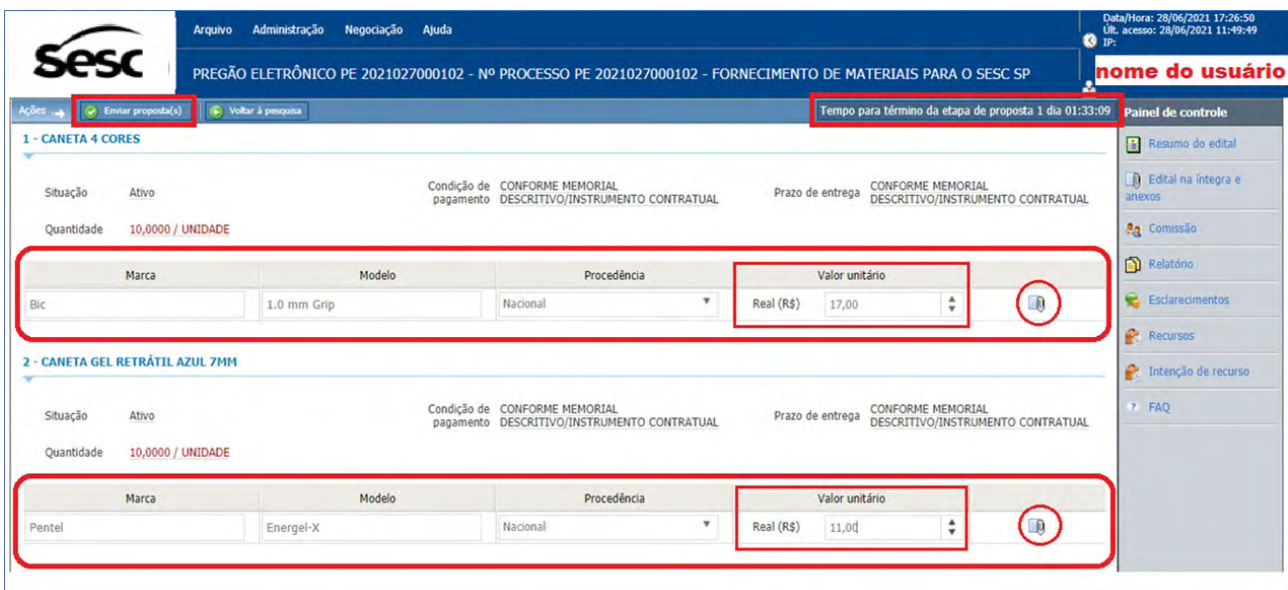 Sesc
Arquivo Administração Negociação Ajuda
Data/Hora: 28/06/2021 17:26:50
Últ. acesso: 28/06/2021 11:49:49
IP:
PREGÃO ELETRÔNICO PE 2021027000102 - Nº PROCESSO PE 2021027000102 - FORNECIMENTO DE MATERIAIS PARA O SESC SP
nome do usuário
Ações Enviar proposta(s) Voltar à pesquisa Tempo para término da etapa de proposta 1 dia 01:33:09
Painel de controle
Resumo do edital
Edital na íntegra e
anexos
Comissão
Relatório
Esclarecimentos
Recursos
Intenção de recurso
? FAQ
1 - CANETA 4 CORES
Situação Ativo
Condição de pagamento CONFORME MEMORIAL
DESCRITIVO/INSTRUMENTO CONTRATUAL
Prazo de entrega CONFORME MEMORIAL
DESCRITIVO/INSTRUMENTO CONTRATUAL
Quantidade 10,0000 / UNIDADE
Marca Modelo Procedência Valor unitário
Bic 1.0 mm Grip Nacional Real (R$) 17,00
2 - CANETA GEL RETRÁTIL AZUL 7MM
Situação Ativo
Condição de pagamento CONFORME MEMORIAL
DESCRITIVO/INSTRUMENTO CONTRATUAL
Prazo de entrega CONFORME MEMORIAL
DESCRITIVO/INSTRUMENTO CONTRATUAL
Quantidade 10,0000 / UNIDADE
Marca Modelo Procedência Valor unitário
Pentel Energel-X Nacional Real (R$) 11,00